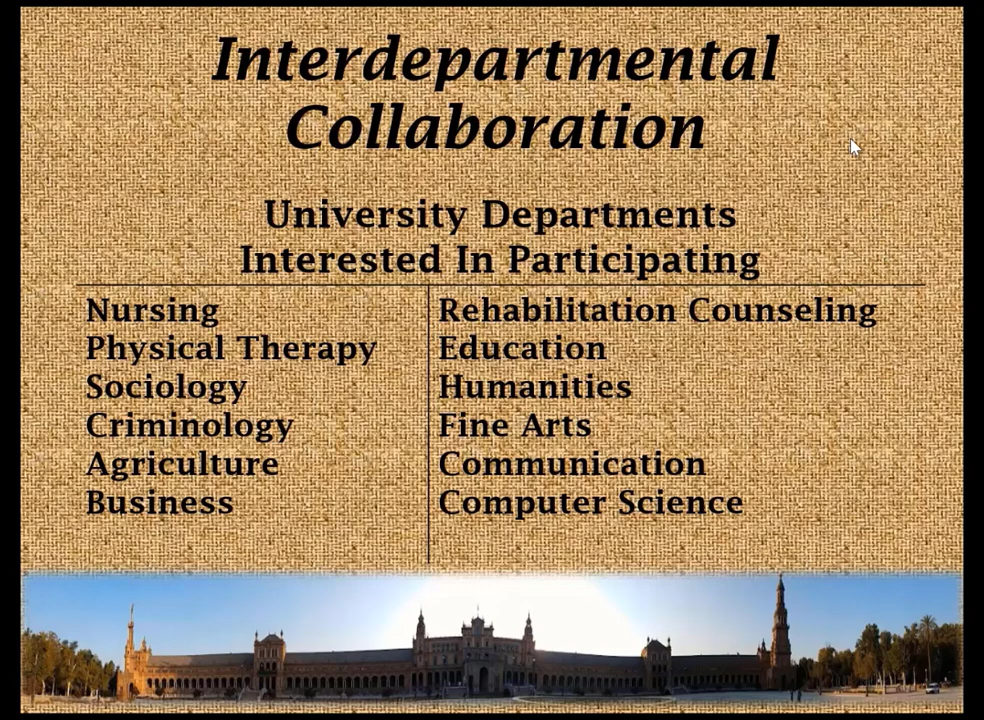 Interdepartmental
Collaboration
University Departments
Interested In Participating
Nursing
Physical Therapy
Sociology
Criminology
Agriculture
Business
Rehabilitation Counseling
Education
Humanities
Fine Arts
Communication
Computer Science